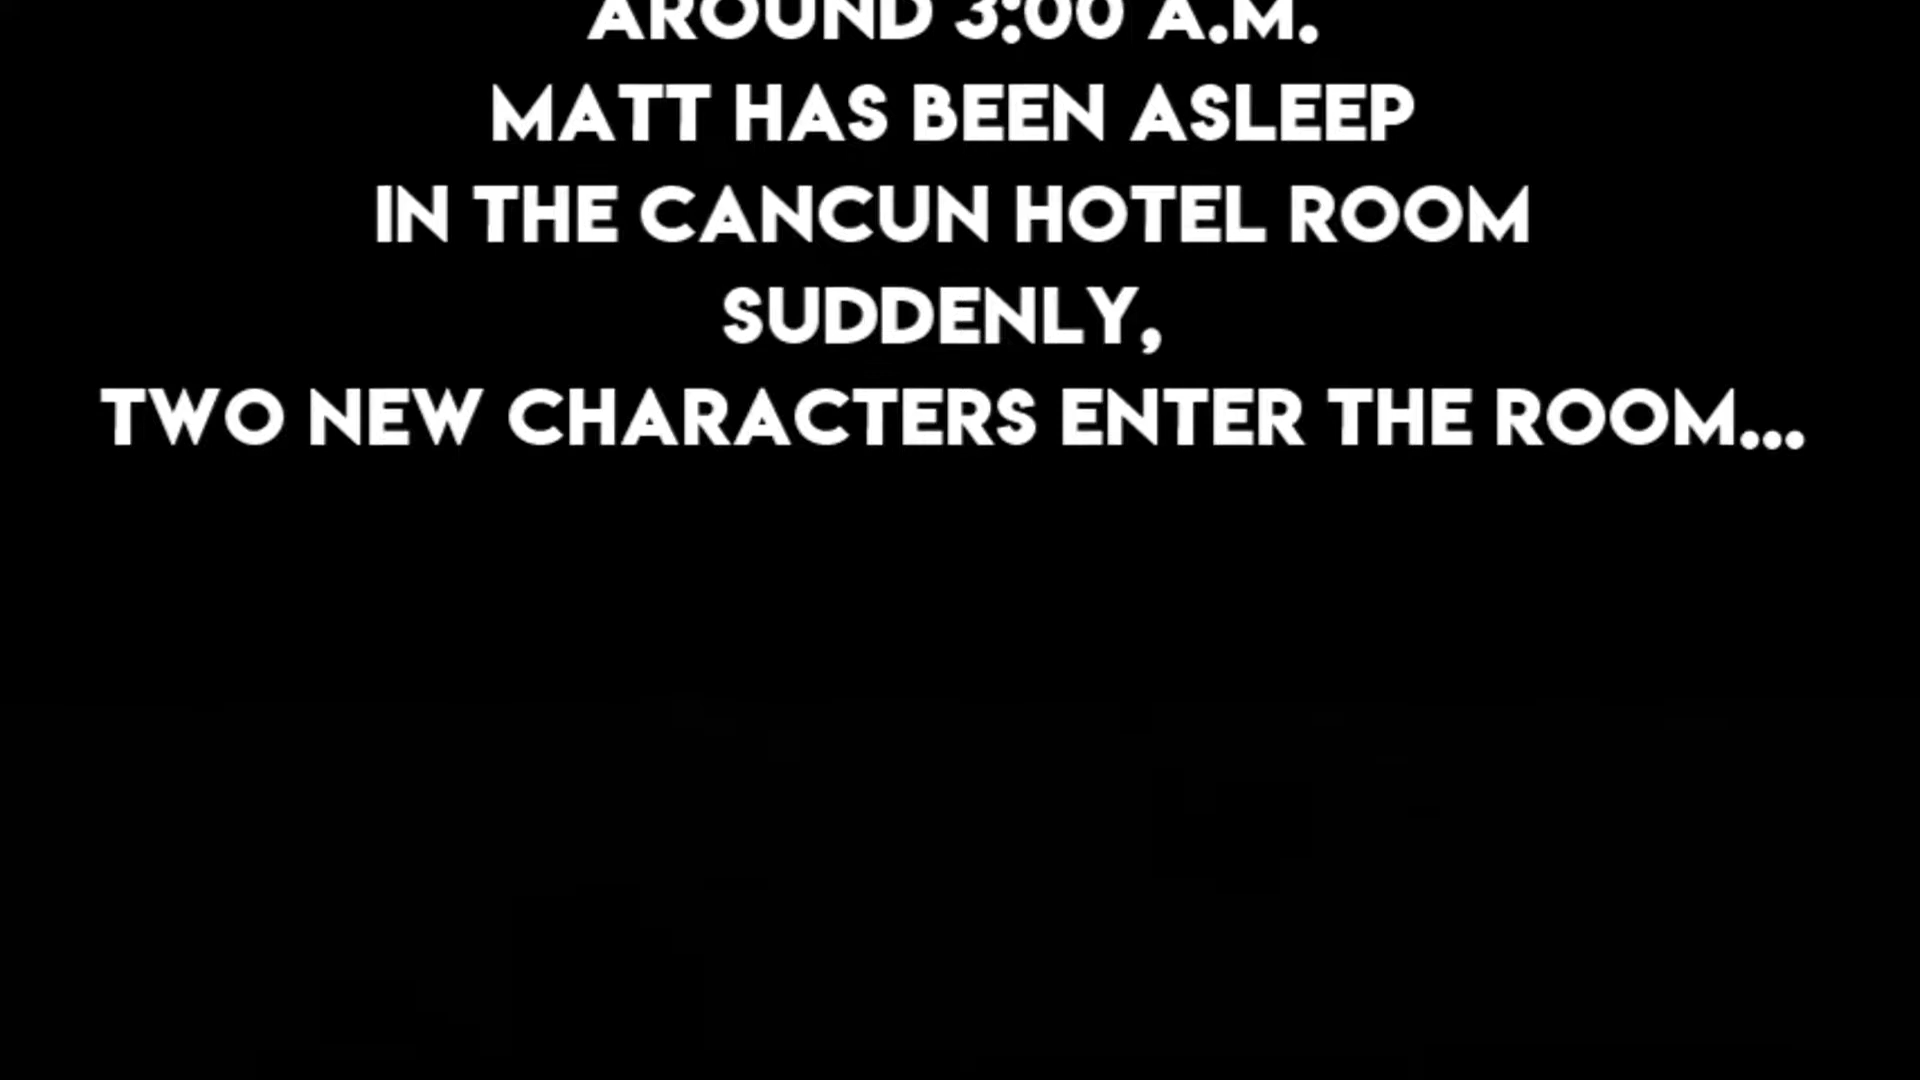 AROUND 3:00 A.M.
MATT HAS BEEN ASLEEP
IN THE CANCUN HOTEL ROOM
SUDDENLY,
TWO NEW CHARACTERS ENTER THE ROOM...